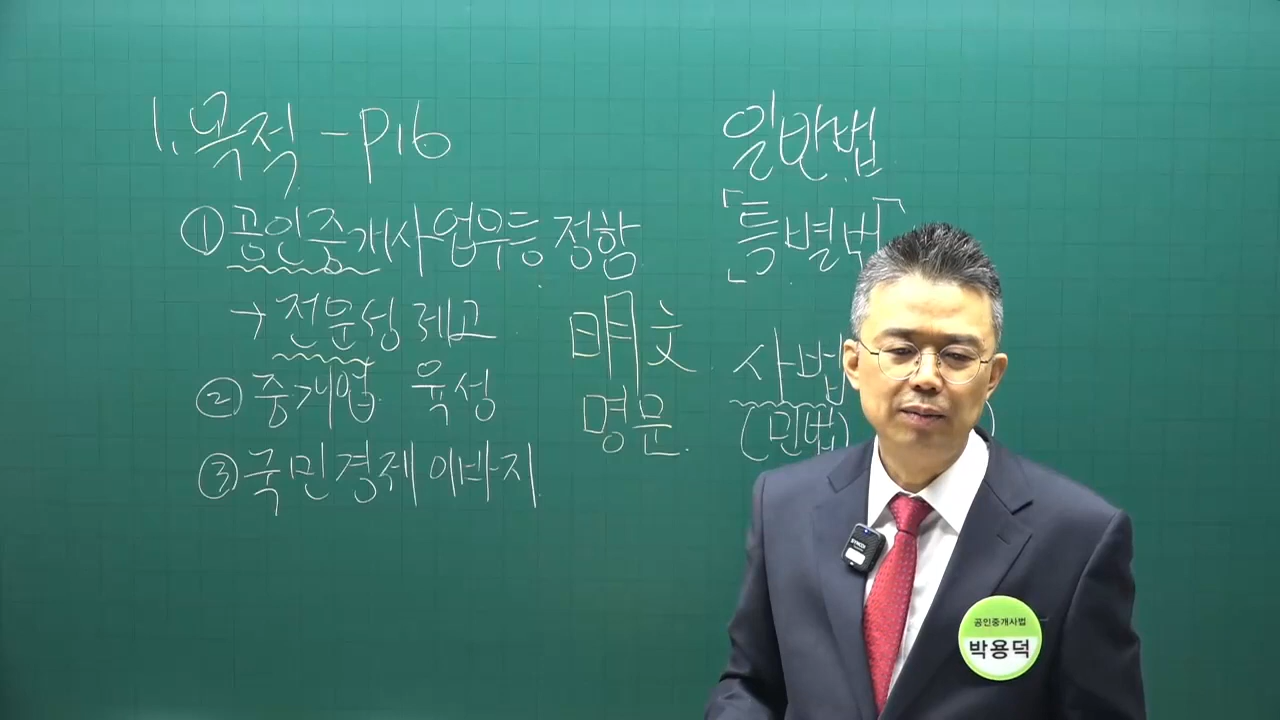 1. 목적 - P16
① 공인중개사업무등 정함
→ 전문성 제고
② 중개업 육성
③ 국민경제 이바지
明文
명문.
일반법
「특별법」
사법
(민법)
공인중개사법
박용덕